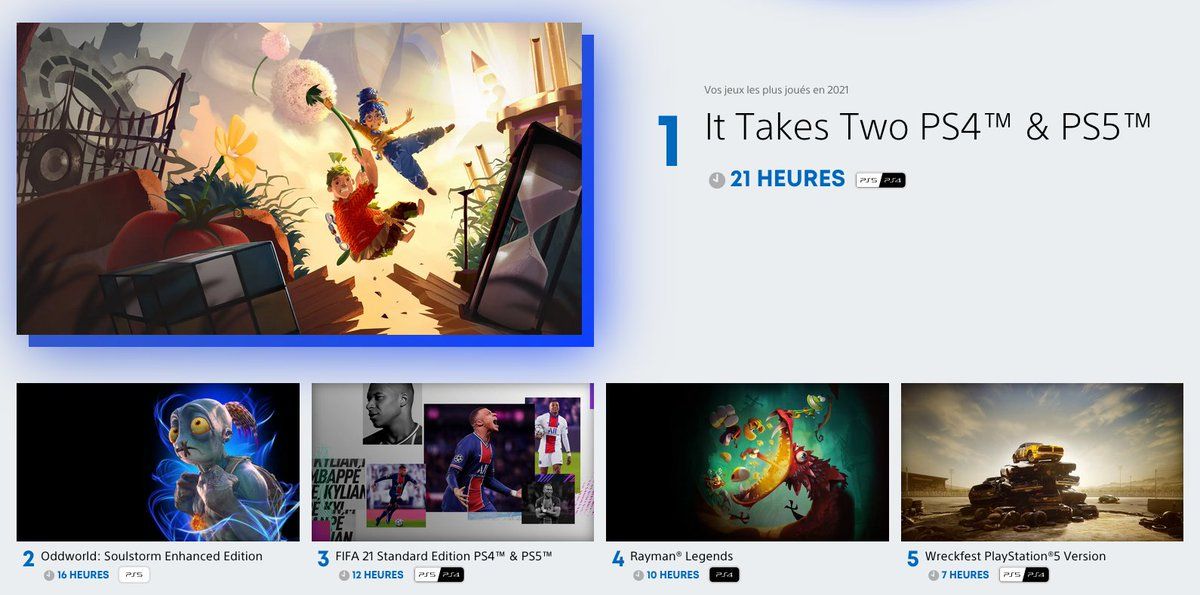 Vos jeux les plus joués en 2021
1
It Takes Two PS4™ & PS5™
21 HEURES PS5 PS4
2 Oddworld: Soulstorm Enhanced Edition
16 HEURES PS5
KYLIAN
MBAPPÉ
3 FIFA 21 Standard Edition PS4™ & PS5™
12 HEURES PS5 PS4
4 Rayman® Legends
10 HEURES PS4
5 Wreckfest PlayStation®5 Version
7 HEURES PS5 PS4